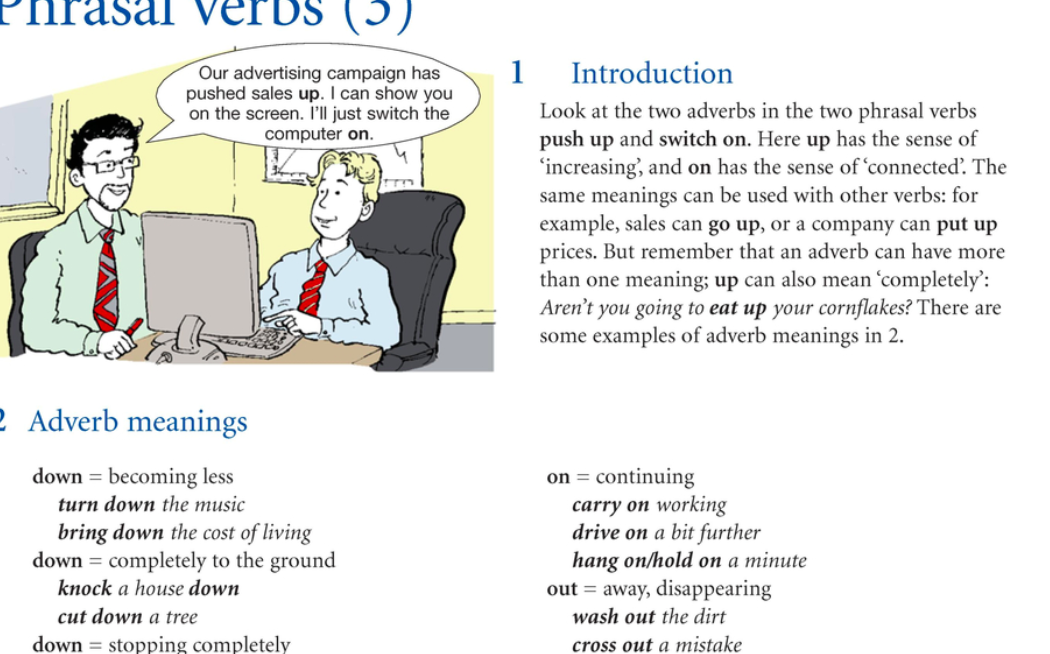 Phrasal verbs (3)
Our advertising campaign has
pushed sales up. I can show you
on the screen. I'll just switch the
computer on.
1 Introduction
Look at the two adverbs in the two phrasal verbs
push up and switch on. Here up has the sense of
‘increasing’, and on has the sense of ‘connected’. The
same meanings can be used with other verbs: for
example, sales can go up, or a company can put up
prices. But remember that an adverb can have more
than one meaning; up can also mean ‘completely’:
Aren't you going to eat up your cornflakes? There are
some examples of adverb meanings in 2.
2 Adverb meanings
down = becoming less
turn down the music
bring down the cost of living
down = completely to the ground
knock a house down
cut down a tree
down = stopping completely
on = continuing
carry on working
drive on a bit further
hang on/hold on a minute
out = away, disappearing
wash out the dirt
cross out a mistake